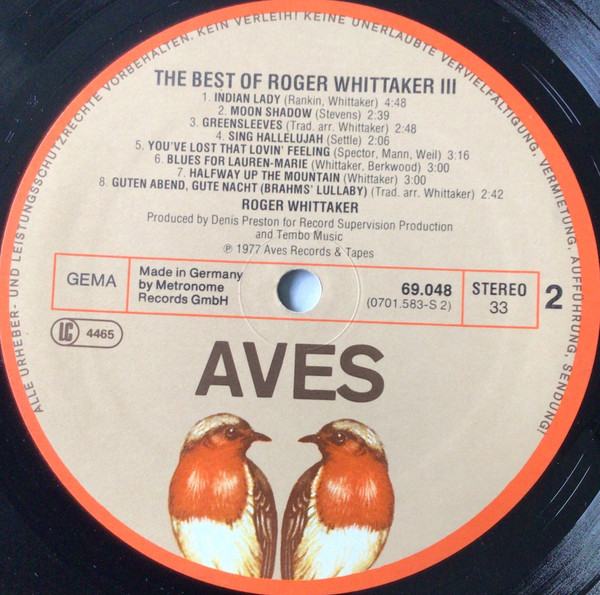 ALLE URHEBER- UND LEISTUNGSSCHUTZRECHTE VORBEHALTEN. KEIN VERLEIH! KEINE UNERLAUBTE VERVIELFÄLTIGUNG, VERMIETUNG, AUFFÜHRUNG, SENDUNG!
THE BEST OF ROGER WHITTAKER III
1. INDIAN LADY (Rankin, Whittaker) 4:48
2. MOON SHADOW (Stevens) 2:39
3. GREENSLEEVES (Trad. arr. Whittaker) 2:48
4. SING HALLELUJAH (Settle) 2:06
5. YOU'VE LOST THAT LOVIN' FEELING (Spector, Mann, Weil) 3:16
6. BLUES FOR LAUREN-MARIE (Whittaker, Berkwood) 3:00
7. HALFWAY UP THE MOUNTAIN (Whittaker) 3:00
8. GUTEN ABEND, GUTE NACHT (BRAHMS' LULLABY) (Trad. arr. Whittaker) 2:42
ROGER WHITTAKER
Produced by Denis Preston for Record Supervision Production
and Tembo Music
℗ 1977 Aves Records & Tapes
GEMA
Made in Germany
by Metronome
Records GmbH
69.048
(0701.583-S 2)
STEREO
33
2
LC 4465
AVES